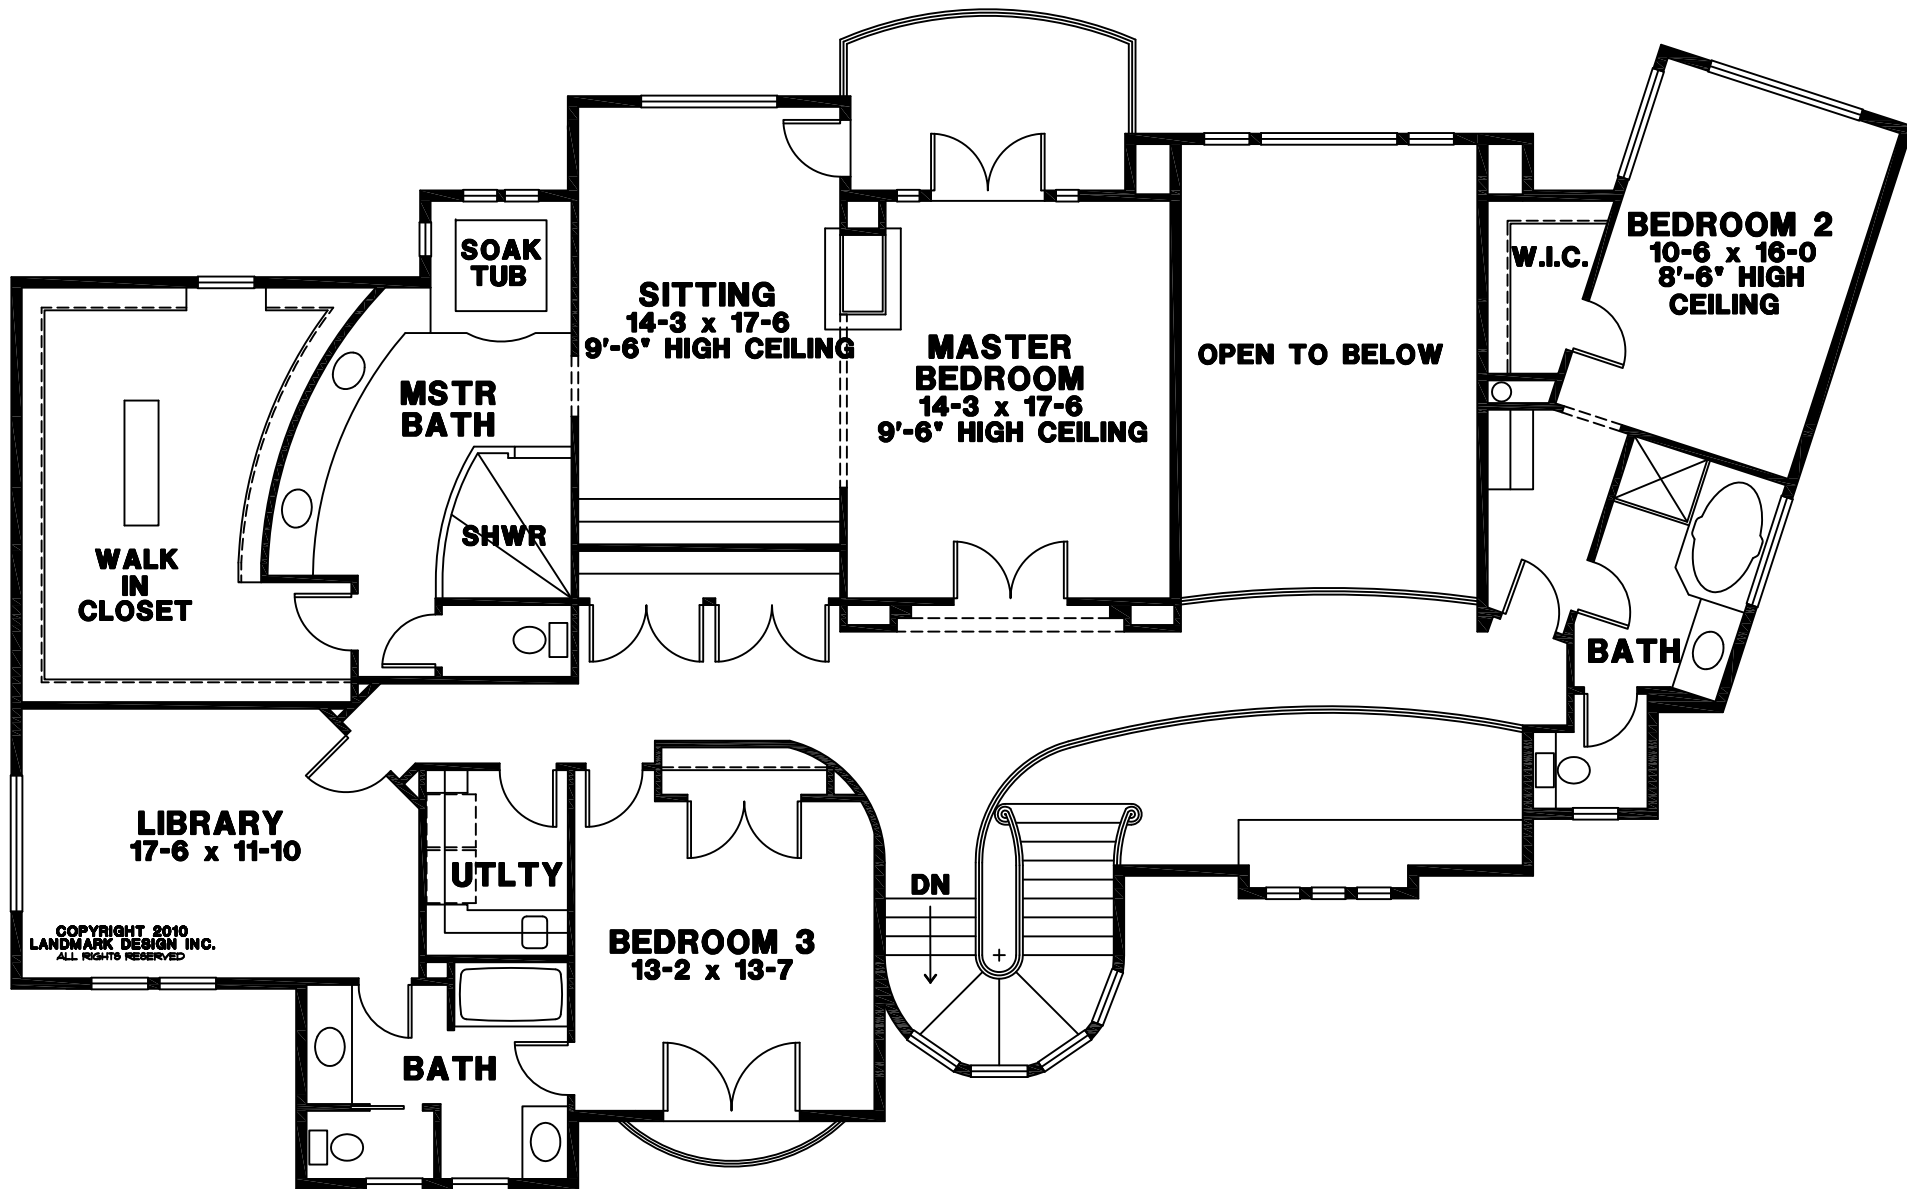 SOAK
TUB
SITTING
14-3 x 17-6
9'-6" HIGH CEILING
MASTER
BEDROOM
14-3 x 17-6
9'-6" HIGH CEILING
OPEN TO BELOW
W.I.C.
BEDROOM 2
10-6 x 16-0
8'-6" HIGH
CEILING
MSTR
BATH
SHWR
WALK
IN
CLOSET
BATH
LIBRARY
17-6 x 11-10
UTLTY
DN
BEDROOM 3
13-2 x 13-7
COPYRIGHT 2010
LANDMARK DESIGN INC.
ALL RIGHTS RESERVED
BATH